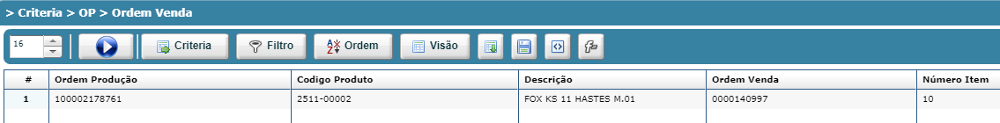 > Criteria > OP > Ordem Venda
16 Criteria Filtro Ordem Visão
# Ordem Produção Codigo Produto Descrição Ordem Venda Número Item
1 100002178761 2511-00002 FOX KS 11 HASTES M.01 0000140997 10